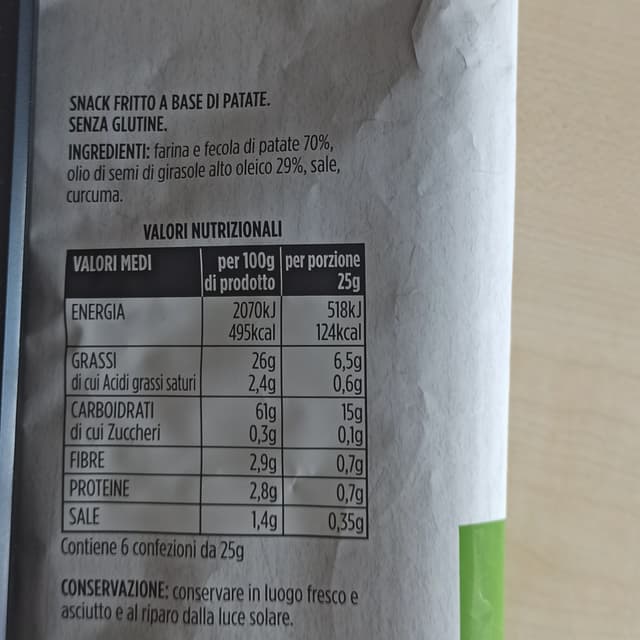 SNACK FRITTO A BASE DI PATATE.
SENZA GLUTINE.
INGREDIENTI: farina e fecola di patate 70%,
olio di semi di girasole alto oleico 29%, sale,
curcuma.
VALORI NUTRIZIONALI
VALORI MEDI per 100g di prodotto per porzione 25g
ENERGIA 2070kJ 518kJ
495kcal 124kcal
GRASSI 26g 6,5g
di cui Acidi grassi saturi 2,4g 0,6g
CARBOIDRATI 61g 15g
di cui Zuccheri 0,3g 0,1g
FIBRE 2,9g 0,7g
PROTEINE 2,8g 0,7g
SALE 1,4g 0,35g
Contiene 6 confezioni da 25g
CONSERVAZIONE: conservare in luogo fresco e
asciutto e al riparo dalla luce solare.